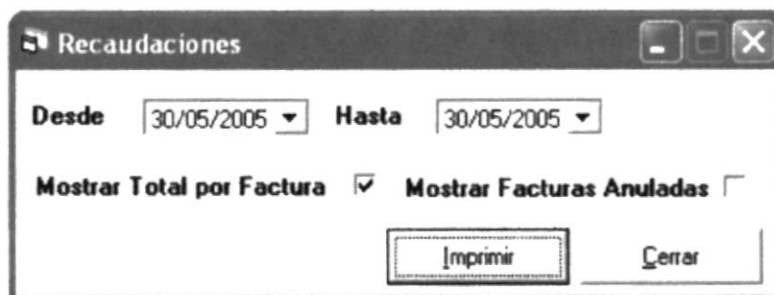 Recaudaciones
Desde 30/05/2005 Hasta 30/05/2005
Mostrar Total por Factura Mostrar Facturas Anuladas
Imprimir Cerrar